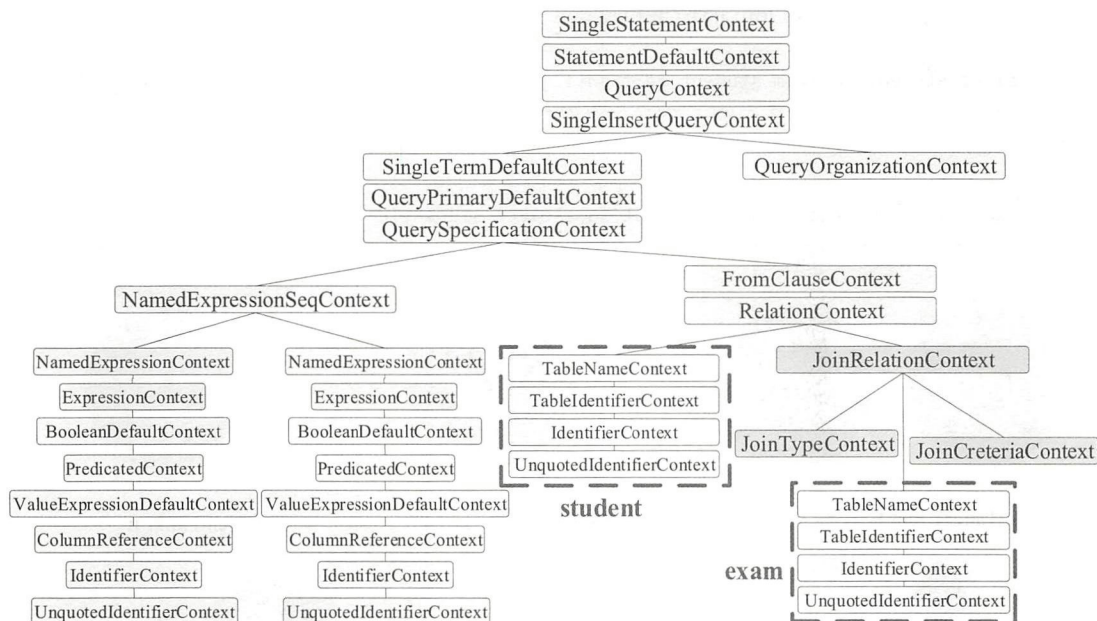 SingleStatementContext
StatementDefaultContext
QueryContext
SingleInsertQueryContext
SingleTermDefaultContext
QueryOrganizationContext
QueryPrimaryDefaultContext
QuerySpecificationContext
NamedExpressionSeqContext
FromClauseContext
RelationContext
NamedExpressionContext
ExpressionContext
BooleanDefaultContext
PredicatedContext
ValueExpressionDefaultContext
ColumnReferenceContext
IdentifierContext
UnquotedIdentifierContext
NamedExpressionContext
ExpressionContext
BooleanDefaultContext
PredicatedContext
ValueExpressionDefaultContext
ColumnReferenceContext
IdentifierContext
UnquotedIdentifierContext
TableNameContext
TableIdentifierContext
IdentifierContext
UnquotedIdentifierContext
student
JoinRelationContext
JoinTypeContext
JoinCreteriaContext
TableNameContext
TableIdentifierContext
IdentifierContext
UnquotedIdentifierContext
exam